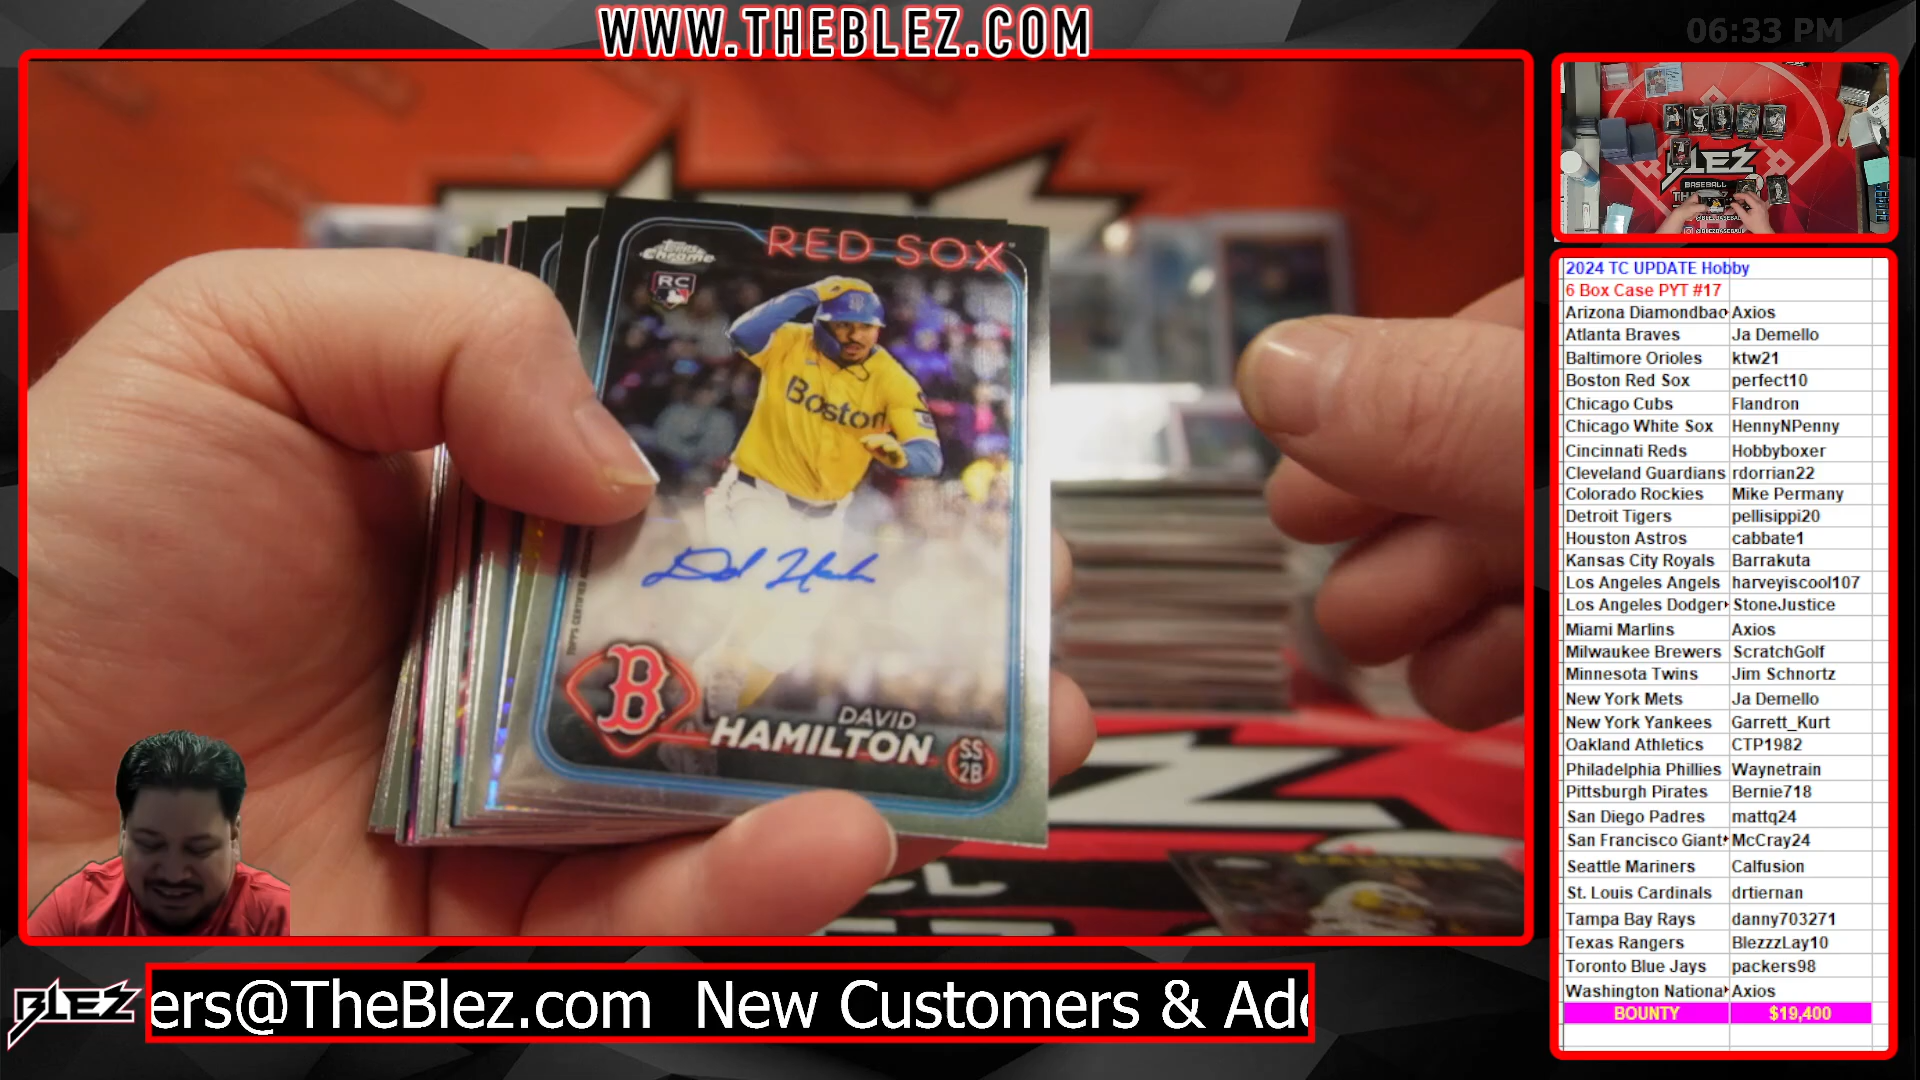 WWW.THEBLEZ.COM
06:33 PM
RED SOX
Topps
Chrome
RC
Boston
TOPPS CERTIFIED AUTOGRAPH
B
DAVID
HAMILTON
SS
2B
BLEZ
BASEBALL
2024 TC UPDATE Hobby
6 Box Case PYT #17
Arizona Diamondbac Axios
Atlanta Braves Ja Demello
Baltimore Orioles ktw21
Boston Red Sox perfect10
Chicago Cubs Flandron
Chicago White Sox HennyNPenny
Cincinnati Reds Hobbyboxer
Cleveland Guardians rdorrian22
Colorado Rockies Mike Permany
Detroit Tigers pellisippi20
Houston Astros cabbate1
Kansas City Royals Barrakuta
Los Angeles Angels harveyiscool107
Los Angeles Dodger StoneJustice
Miami Marlins Axios
Milwaukee Brewers ScratchGolf
Minnesota Twins Jim Schnortz
New York Mets Ja Demello
New York Yankees Garrett_Kurt
Oakland Athletics CTP1982
Philadelphia Phillies Waynetrain
Pittsburgh Pirates Bernie718
San Diego Padres mattq24
San Francisco Giant McCray24
Seattle Mariners Calfusion
St. Louis Cardinals drtiernan
Tampa Bay Rays danny703271
Texas Rangers BlezzzLay10
Toronto Blue Jays packers98
Washington Nationa Axios
BOUNTY $19,400
BLEZ
ers@TheBlez.com New Customers & Ad